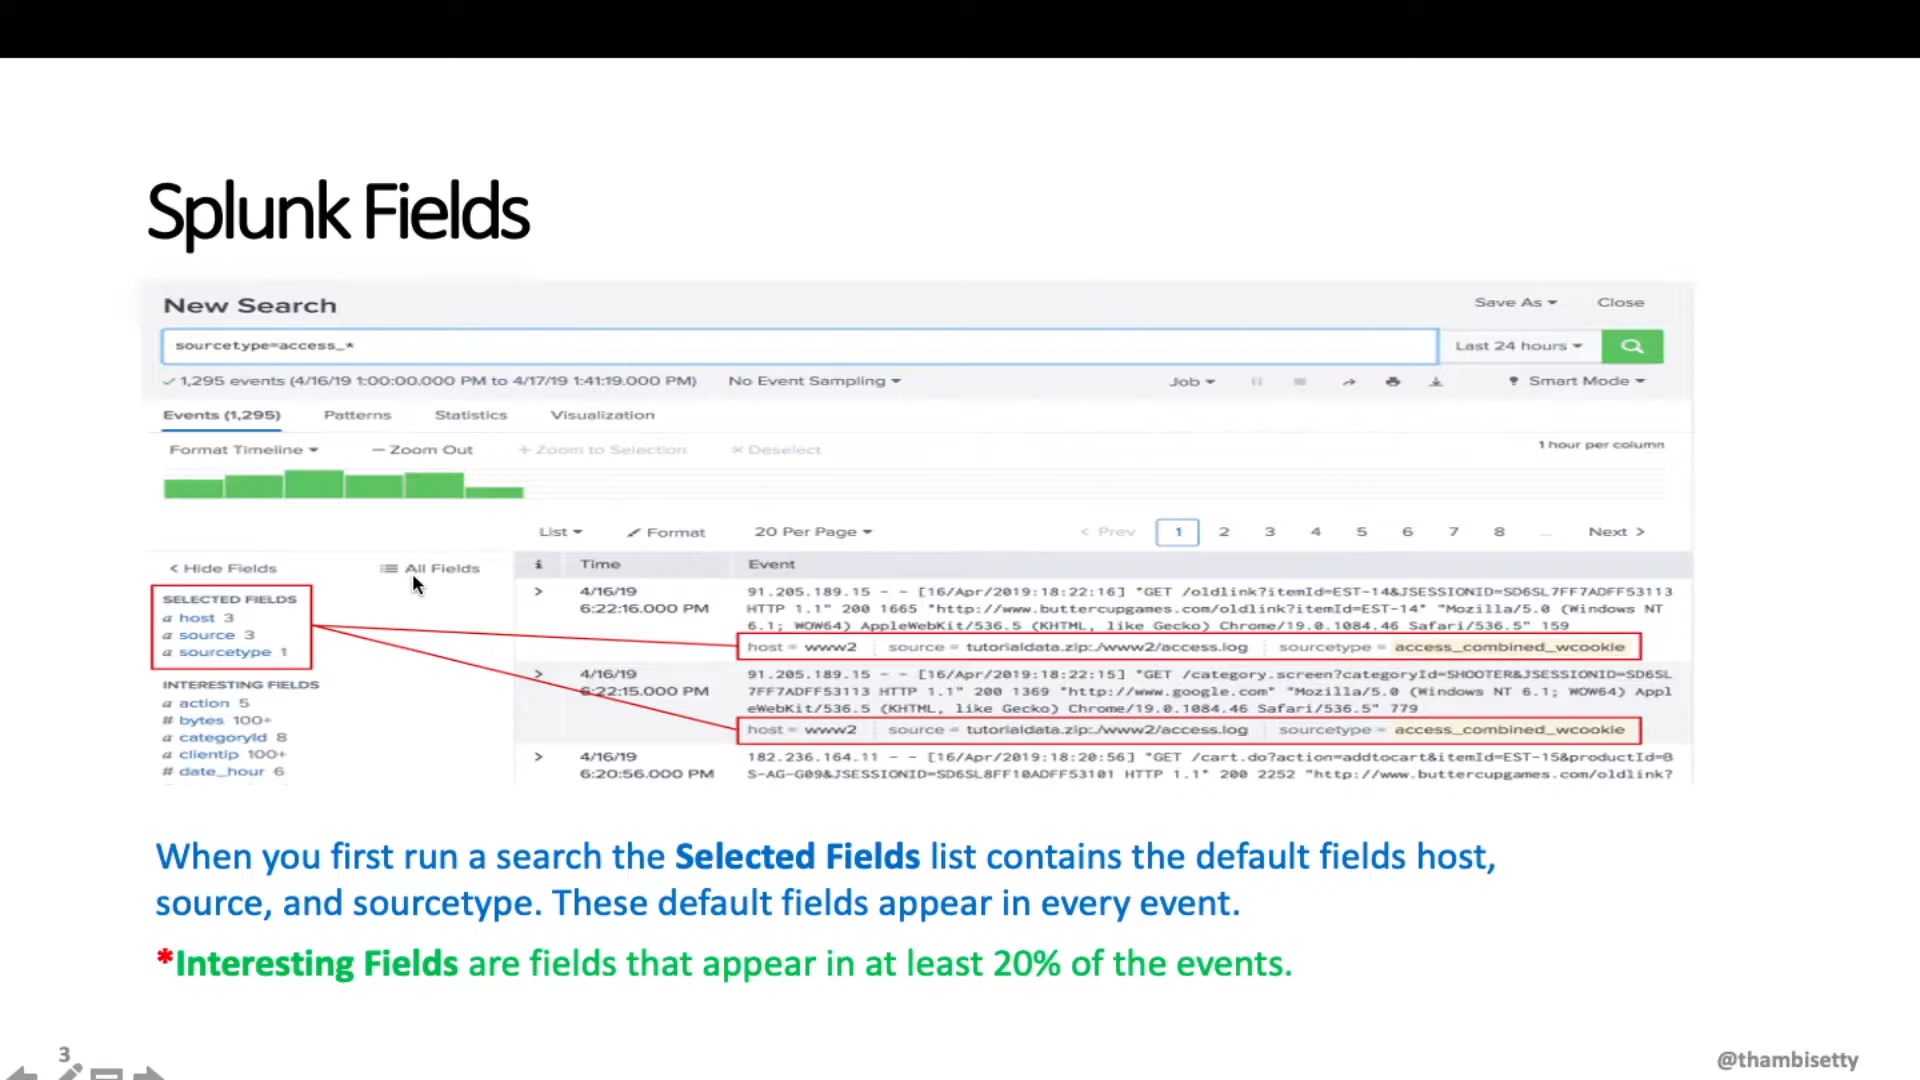 Splunk Fields
New Search
Save As Close
sourcetype=access_*
Last 24 hours
1,295 events (4/16/19 1:00:00.000 PM to 4/17/19 1:41:19.000 PM) No Event Sampling Job Smart Mode
Events (1,295) Patterns Statistics Visualization
Format Timeline — Zoom Out + Zoom to Selection × Deselect 1 hour per column
List Format 20 Per Page < Prev 1 2 3 4 5 6 7 8 ... Next >
< Hide Fields All Fields
SELECTED FIELDS
a host 3
a source 3
a sourcetype 1
INTERESTING FIELDS
a action 5
# bytes 100+
a categoryId 8
a clientip 100+
# date_hour 6
i Time Event
> 4/16/19
6:22:16.000 PM
91.205.189.15 - - [16/Apr/2019:18:22:16] "GET /oldlink?itemId=EST-14&JSESSIONID=SD6SL7FF7ADFF53113
HTTP 1.1" 200 1665 "http://www.buttercupgames.com/oldlink?itemId=EST-14" "Mozilla/5.0 (Windows NT
6.1; WOW64) AppleWebKit/536.5 (KHTML, like Gecko) Chrome/19.0.1084.46 Safari/536.5" 159
host = www2 source = tutorialdata.zip:./www2/access.log sourcetype = access_combined_wcookie
> 4/16/19
6:22:15.000 PM
91.205.189.15 - - [16/Apr/2019:18:22:15] "GET /category.screen?categoryId=SHOOTER&JSESSIONID=SD6SL
7FF7ADFF53113 HTTP 1.1" 200 1369 "http://www.google.com" "Mozilla/5.0 (Windows NT 6.1; WOW64) Appl
eWebKit/536.5 (KHTML, like Gecko) Chrome/19.0.1084.46 Safari/536.5" 779
host = www2 source = tutorialdata.zip:./www2/access.log sourcetype = access_combined_wcookie
> 4/16/19
6:20:56.000 PM
182.236.164.11 - - [16/Apr/2019:18:20:56] "GET /cart.do?action=addtocart&itemId=EST-15&productId=B
S-AG-G09&JSESSIONID=SD6SL8FF10ADFF53101 HTTP 1.1" 200 2252 "http://www.buttercupgames.com/oldlink?
When you first run a search the Selected Fields list contains the default fields host,
source, and sourcetype. These default fields appear in every event.
*Interesting Fields are fields that appear in at least 20% of the events.
3
@thambisetty